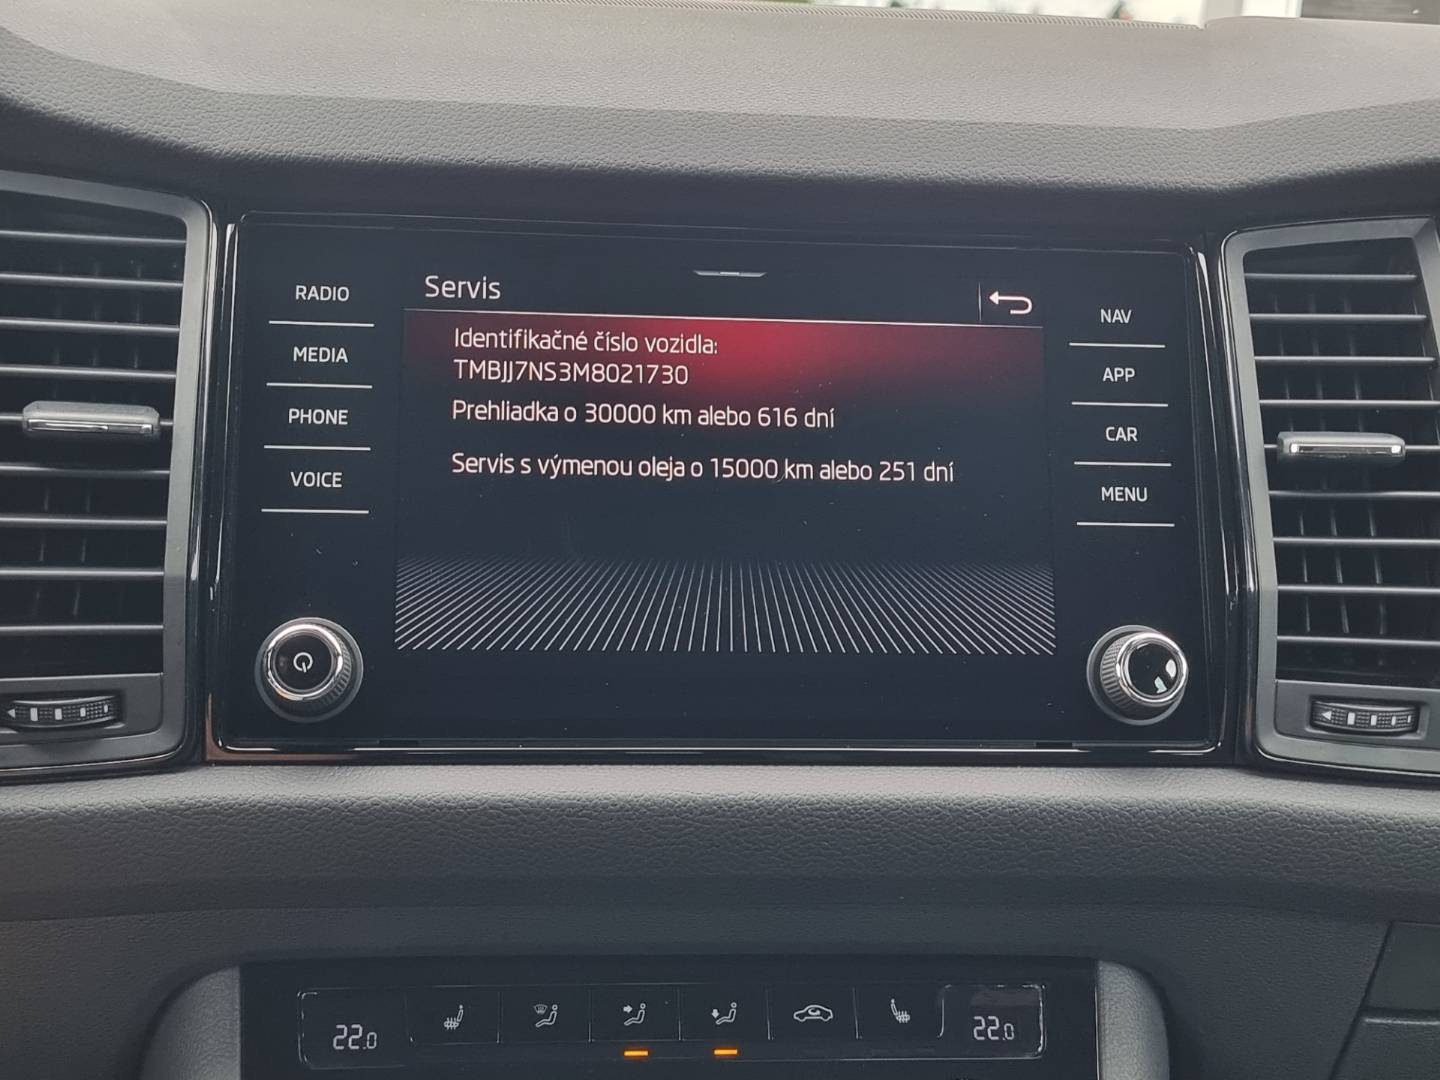 Servis
RADIO
MEDIA
PHONE
VOICE
Identifikačné číslo vozidla:
TMBJJ7NS3M8021730
Prehliadka o 30000 km alebo 616 dní
Servis s výmenou oleja o 15000 km alebo 251 dní
NAV
APP
CAR
MENU
22.0
22.0